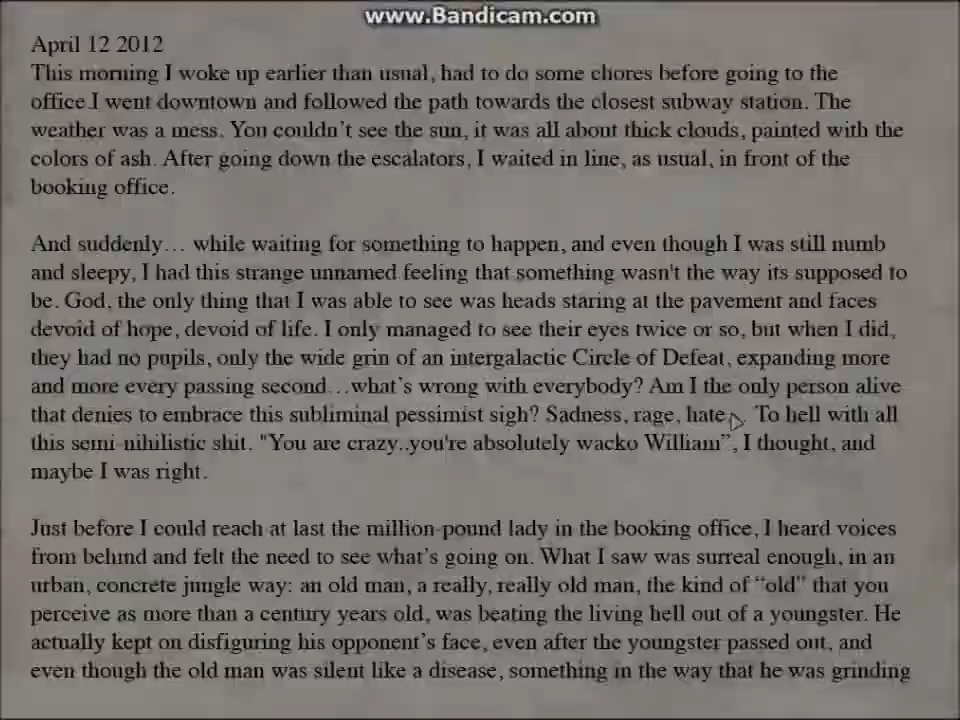 www.Bandicam.com
April 12 2012
This morning I woke up earlier than usual, had to do some chores before going to the
office.I went downtown and followed the path towards the closest subway station. The
weather was a mess. You couldn't see the sun, it was all about thick clouds, painted with the
colors of ash. After going down the escalators, I waited in line, as usual, in front of the
booking office.
And suddenly… while waiting for something to happen, and even though I was still numb
and sleepy, I had this strange unnamed feeling that something wasn't the way its supposed to
be. God, the only thing that I was able to see was heads staring at the pavement and faces
devoid of hope, devoid of life. I only managed to see their eyes twice or so, but when I did,
they had no pupils, only the wide grin of an intergalactic Circle of Defeat, expanding more
and more every passing second…what's wrong with everybody? Am I the only person alive
that denies to embrace this subliminal pessimist sigh? Sadness, rage, hate To hell with all
this semi-nihilistic shit. "You are crazy..you're absolutely wacko William”, I thought, and
maybe I was right.
Just before I could reach at last the million-pound lady in the booking office, I heard voices
from behind and felt the need to see what's going on. What I saw was surreal enough, in an
urban, concrete jungle way: an old man, a really, really old man, the kind of “old” that you
perceive as more than a century years old, was beating the living hell out of a youngster. He
actually kept on disfiguring his opponent's face, even after the youngster passed out, and
even though the old man was silent like a disease, something in the way that he was grinding